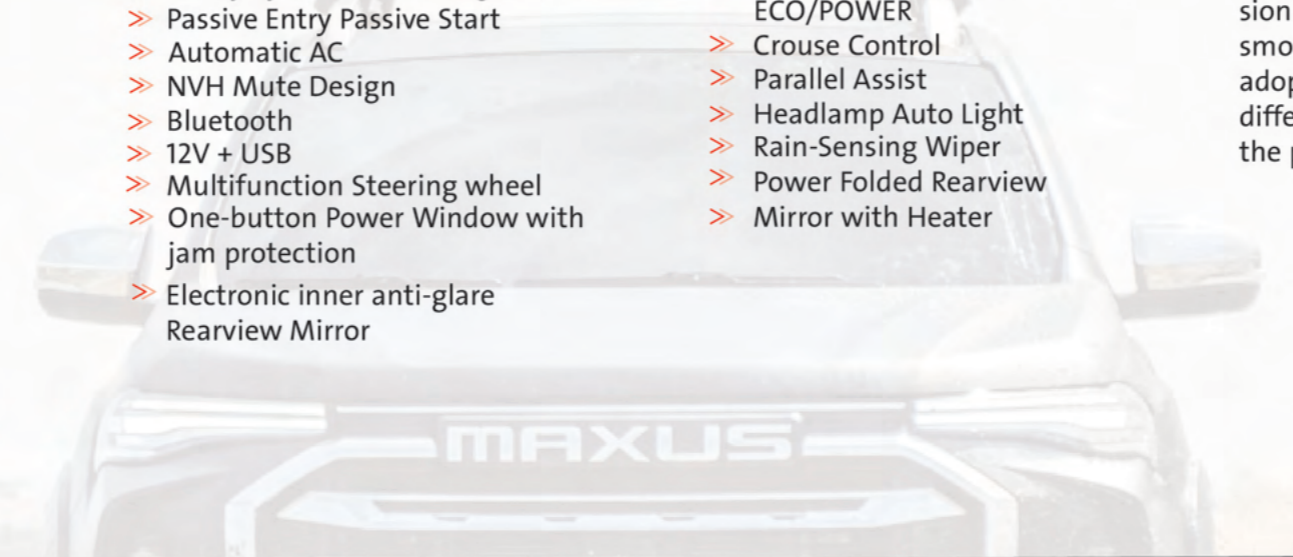 Passive Entry Passive Start
Automatic AC
NVH Mute Design
Bluetooth
12V + USB
Multifunction Steering wheel
One-button Power Window with
jam protection
Electronic inner anti-glare
Rearview Mirror
ECO/POWER
Crouse Control
Parallel Assist
Headlamp Auto Light
Rain-Sensing Wiper
Power Folded Rearview
Mirror with Heater
sion
smo
adop
diffe
the p
MAXUS